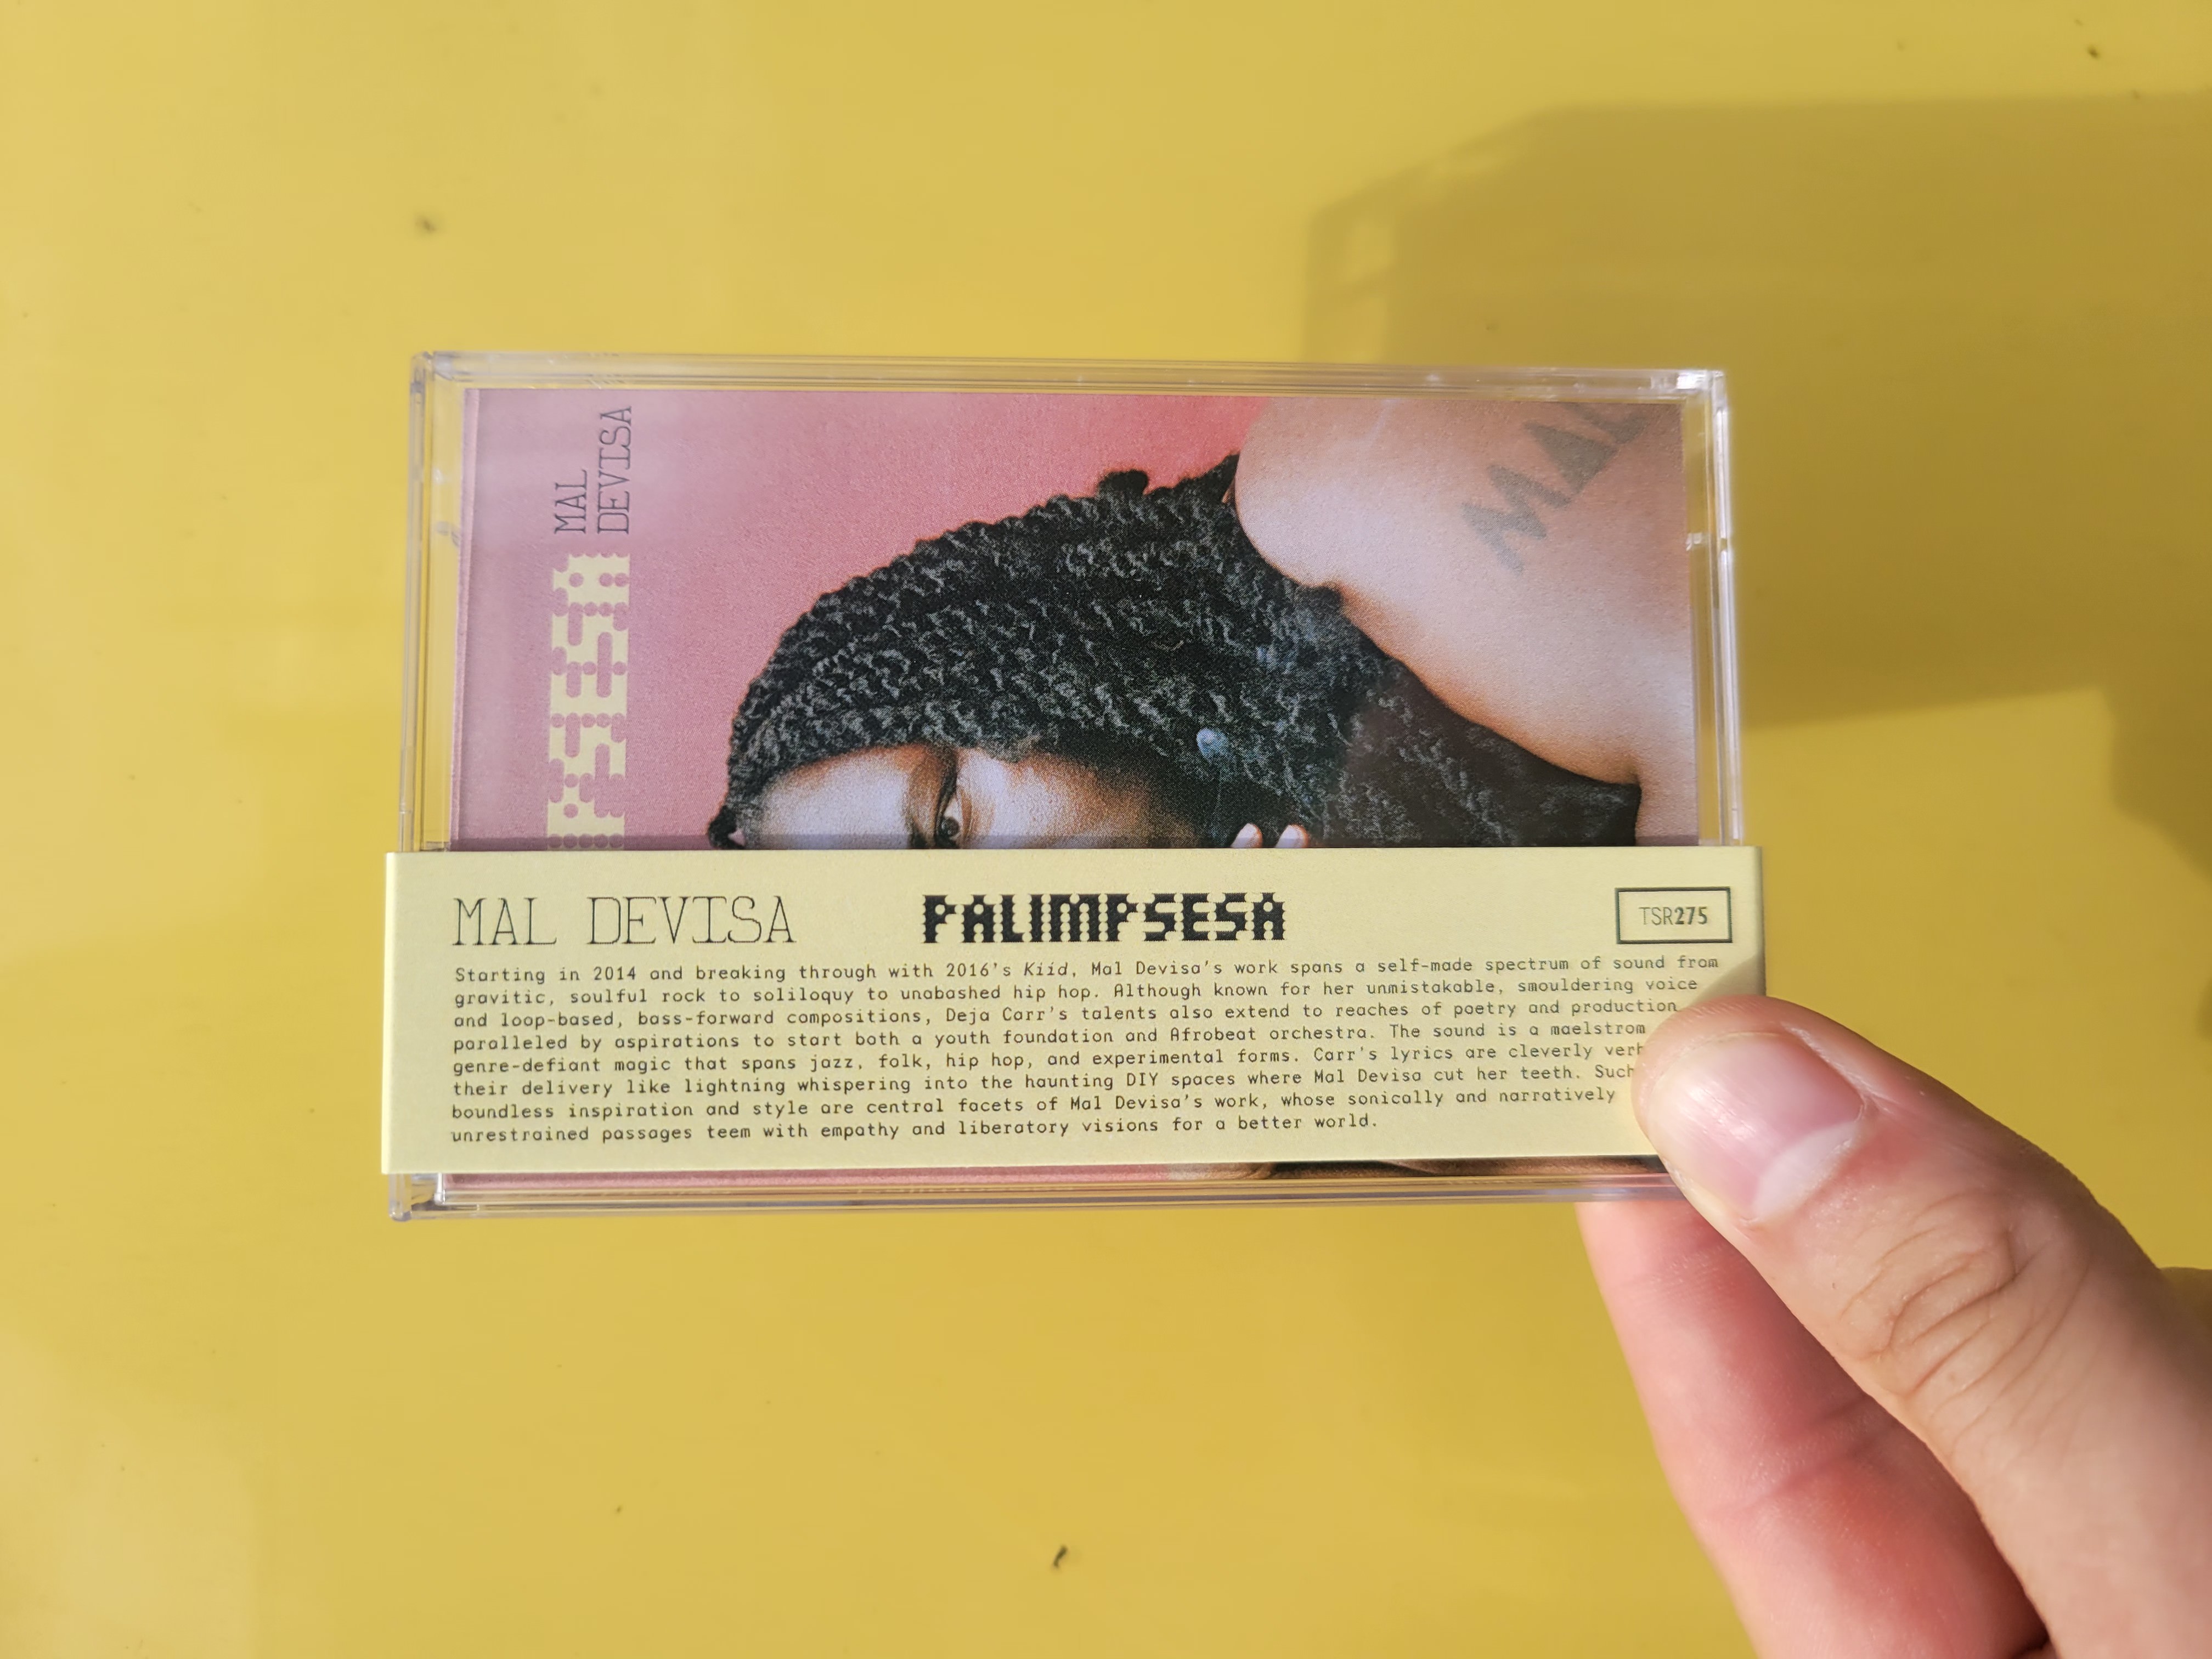 MAL
DEVISA
PSESA
MAL
MAL DEVISA
PALIMPSESA
TSR275
Starting in 2014 and breaking through with 2016's Kiid, Mal Devisa's work spans a self-made spectrum of sound from
gravitic, soulful rock to soliloquy to unabashed hip hop. Although known for her unmistakable, smouldering voice
and loop-based, bass-forward compositions, Deja Carr's talents also extend to reaches of poetry and production
paralleled by aspirations to start both a youth foundation and Afrobeat orchestra. The sound is a maelstrom
genre-defiant magic that spans jazz, folk, hip hop, and experimental forms. Carr's lyrics are cleverly
their delivery like lightning whispering into the haunting DIY spaces where Mal Devisa cut her teeth. Such
boundless inspiration and style are central facets of Mal Devisa's work, whose sonically and narratively
unrestrained passages teem with empathy and liberatory visions for a better world.